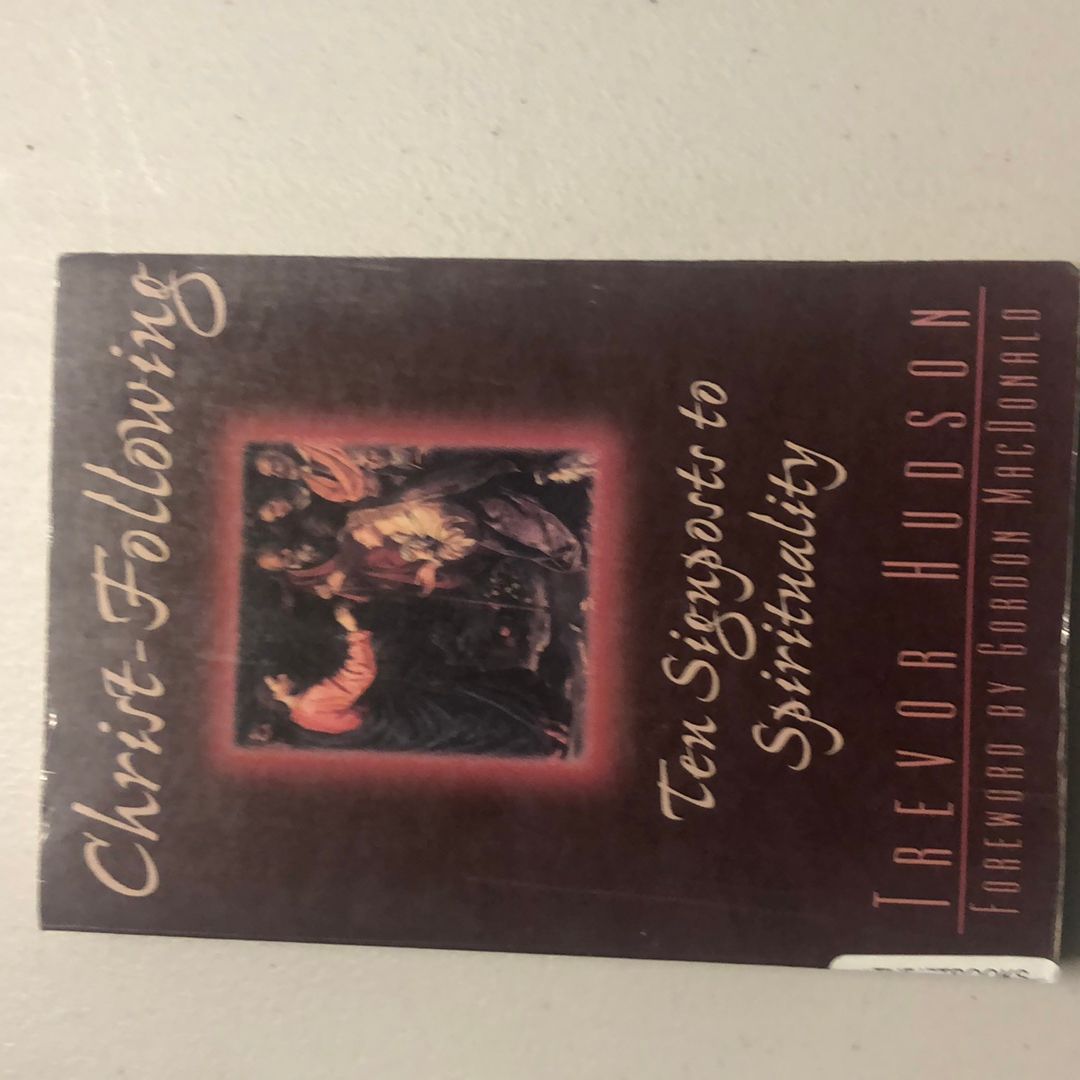 Christ-Following
Ten Signposts to
Spirituality
TREVOR HUDSON
FOREWORD BY GORDON MACDONALD